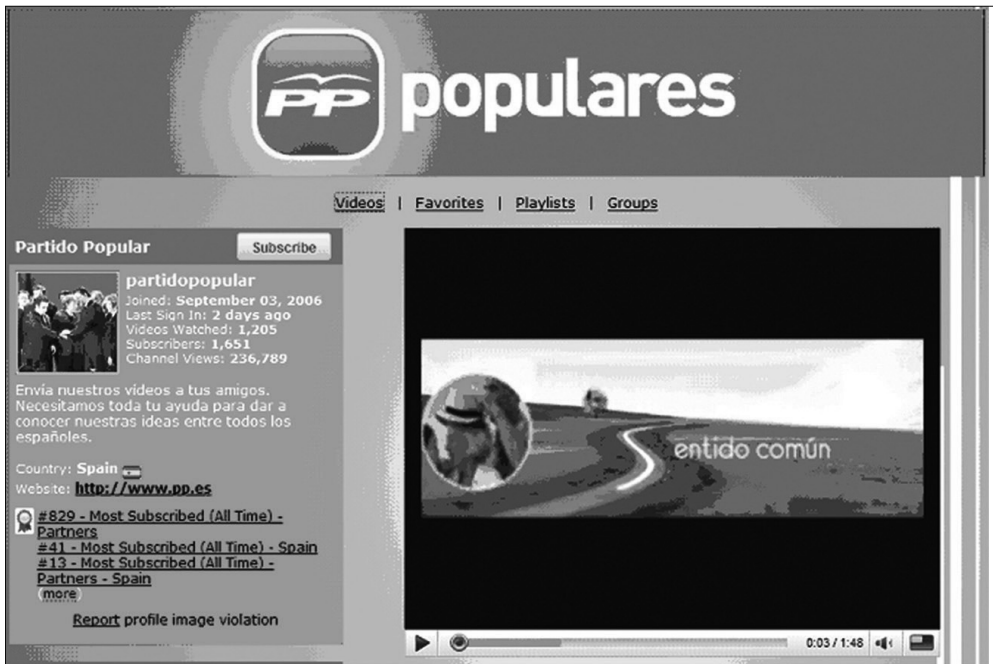 PP populares
Videos | Favorites | Playlists | Groups
Partido Popular
Subscribe
partidopopular
Joined: September 03, 2006
Last Sign In: 2 days ago
Videos Watched: 1,205
Subscribers: 1,651
Channel Views: 236,789
Envía nuestros vídeos a tus amigos.
Necesitamos toda tu ayuda para dar a
conocer nuestras ideas entre todos los
españoles.
Country: Spain
Website: http://www.pp.es
#829 - Most Subscribed (All Time) -
Partners
#41 - Most Subscribed (All Time) - Spain
#13 - Most Subscribed (All Time) -
Partners - Spain
(more)
Report profile image violation
entido común
0:03 / 1:48